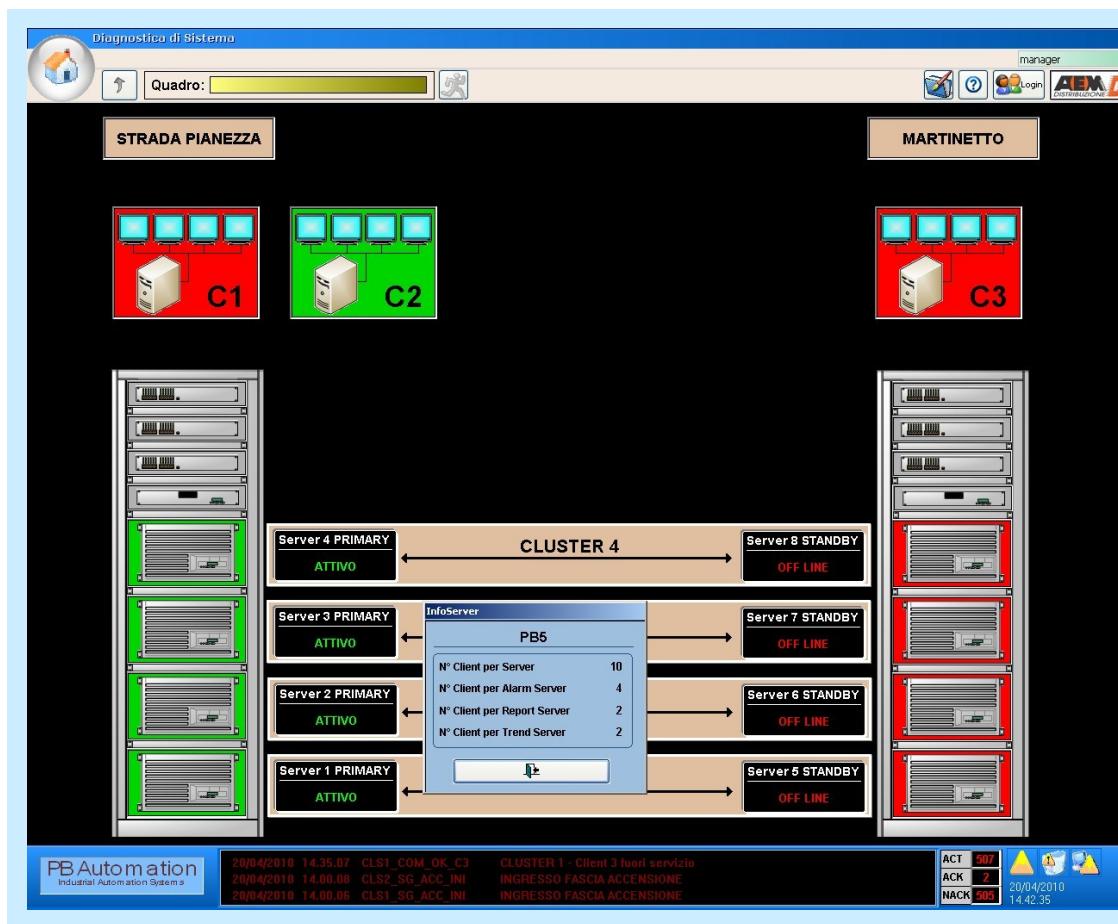 Diagnostica di Sistema
manager
Quadro:
Login
AEM
DISTRIBUZIONE
STRADA PIANEZZA
MARTINETTO
C1
C2
C3
Server 4 PRIMARY
ATTIVO
CLUSTER 4
Server 8 STANDBY
OFF LINE
Server 3 PRIMARY
ATTIVO
Server 7 STANDBY
OFF LINE
InfoServer
PB5
N° Client per Server 10
N° Client per Alarm Server 4
N° Client per Report Server 2
N° Client per Trend Server 2
Server 2 PRIMARY
ATTIVO
Server 6 STANDBY
OFF LINE
Server 1 PRIMARY
ATTIVO
Server 5 STANDBY
OFF LINE
PB Automation
Industrial Automation Systems
20/04/2010 14.35.07 CLS1_COM_OK_C3 CLUSTER 1 - Client 3 fuori servizio
20/04/2010 14.00.08 CLS2_SG_ACC_INI INGRESSO FASCIA ACCENSIONE
20/04/2010 14.00.06 CLS1_SG_ACC_INI INGRESSO FASCIA ACCENSIONE
ACT 507
ACK 2
NACK 505
20/04/2010
14.42.35